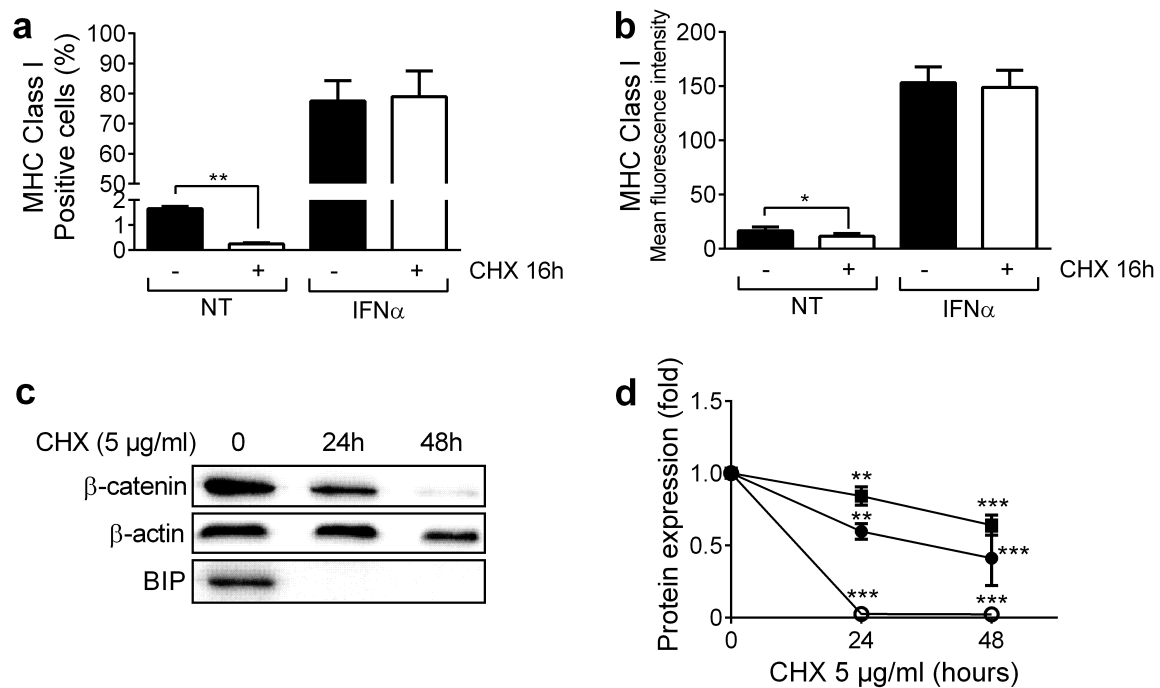 a
MHC Class I
Positive cells (%)
100
90
80
70
60
50
2
1
0
**
- + - + CHX 16h
NT IFNα
b
MHC Class I
Mean fluorescence intensity
200
150
100
50
0
*
- + - + CHX 16h
NT IFNα
c
CHX (5 µg/ml) 0 24h 48h
β-catenin
β-actin
BIP
d
Protein expression (fold)
1.5
1.0
0.5
0
**
**
***
***
***
***
0 24 48
CHX 5 µg/ml (hours)